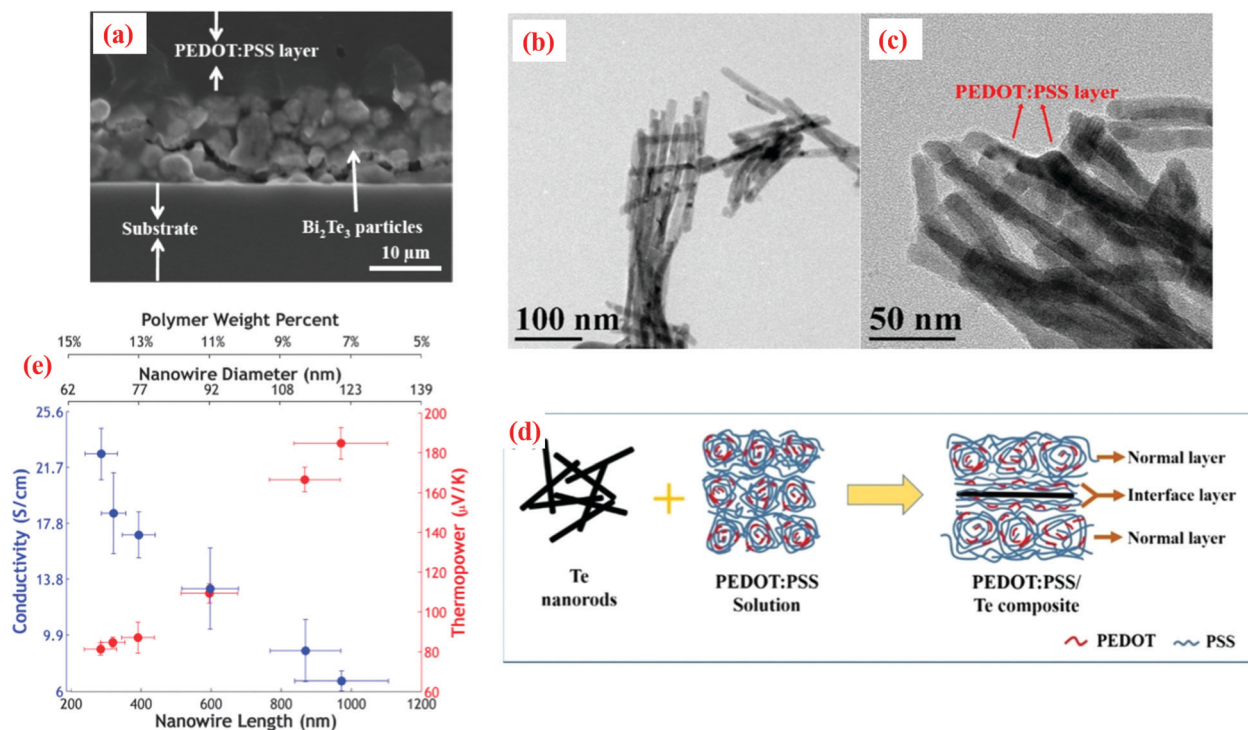 (a)
PEDOT:PSS layer
Substrate
Bi₂Te₃ particles
10 µm
(b)
100 nm
(c)
PEDOT:PSS layer
50 nm
(e)
Polymer Weight Percent
15% 13% 11% 9% 7% 5%
Nanowire Diameter (nm)
62 77 92 108 123 139
Conductivity (S/cm)
25.6
21.7
17.8
13.8
9.9
6
Thermopower (µV/K)
200
180
160
140
120
100
80
60
200 400 600 800 1000 1200
Nanowire Length (nm)
(d)
Te
nanorods
+
PEDOT:PSS
Solution
PEDOT:PSS/
Te composite
Normal layer
Interface layer
Normal layer
PEDOT PSS